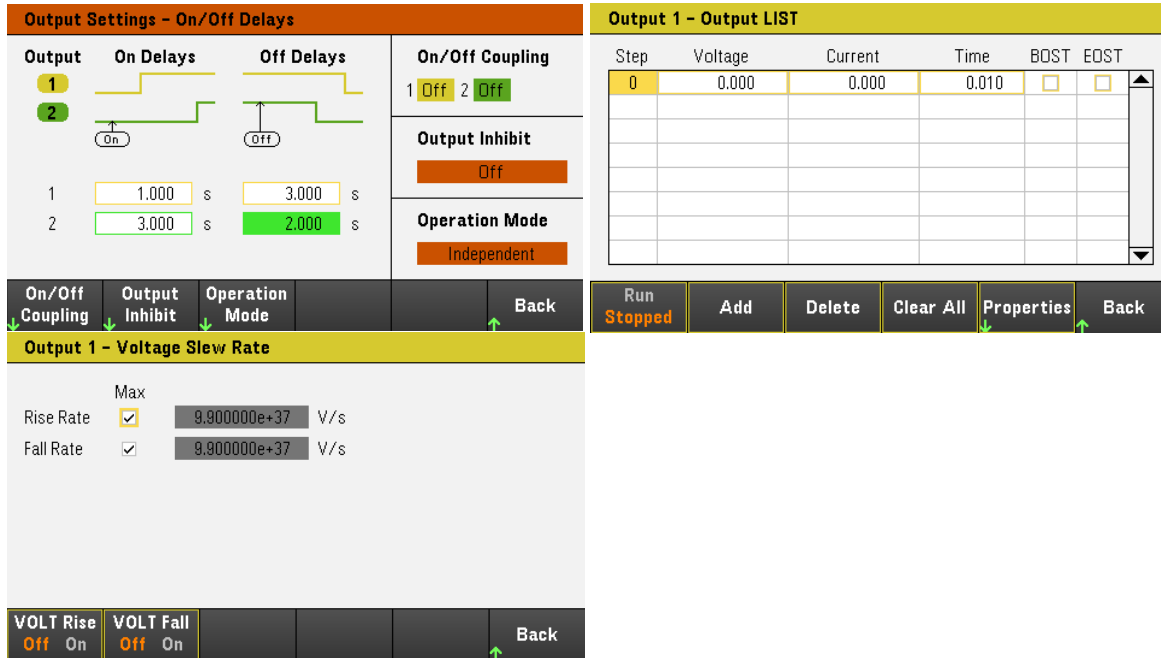 Output Settings - On/Off Delays
Output On Delays Off Delays
1
2
On Off
1 1.000 s 3.000 s
2 3.000 s 2.000 s
On/Off Coupling
1 Off 2 Off
Output Inhibit
Off
Operation Mode
Independent
On/Off Coupling
Output Inhibit
Operation Mode
Back
Output 1 - Output LIST
Step Voltage Current Time BOST EOST
0 0.000 0.000 0.010
Run Stopped
Add
Delete
Clear All
Properties
Back
Output 1 - Voltage Slew Rate
Max
Rise Rate 9.900000e+37 V/s
Fall Rate 9.900000e+37 V/s
VOLT Rise
Off On
VOLT Fall
Off On
Back